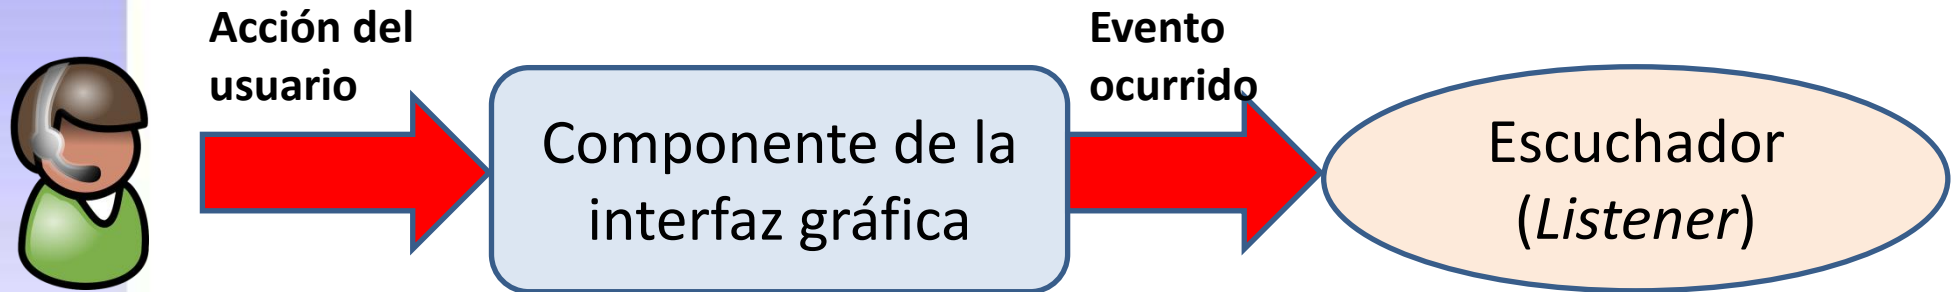 Acción del
usuario
Componente de la
interfaz gráfica
Evento
ocurrido
Escuchador
(Listener)